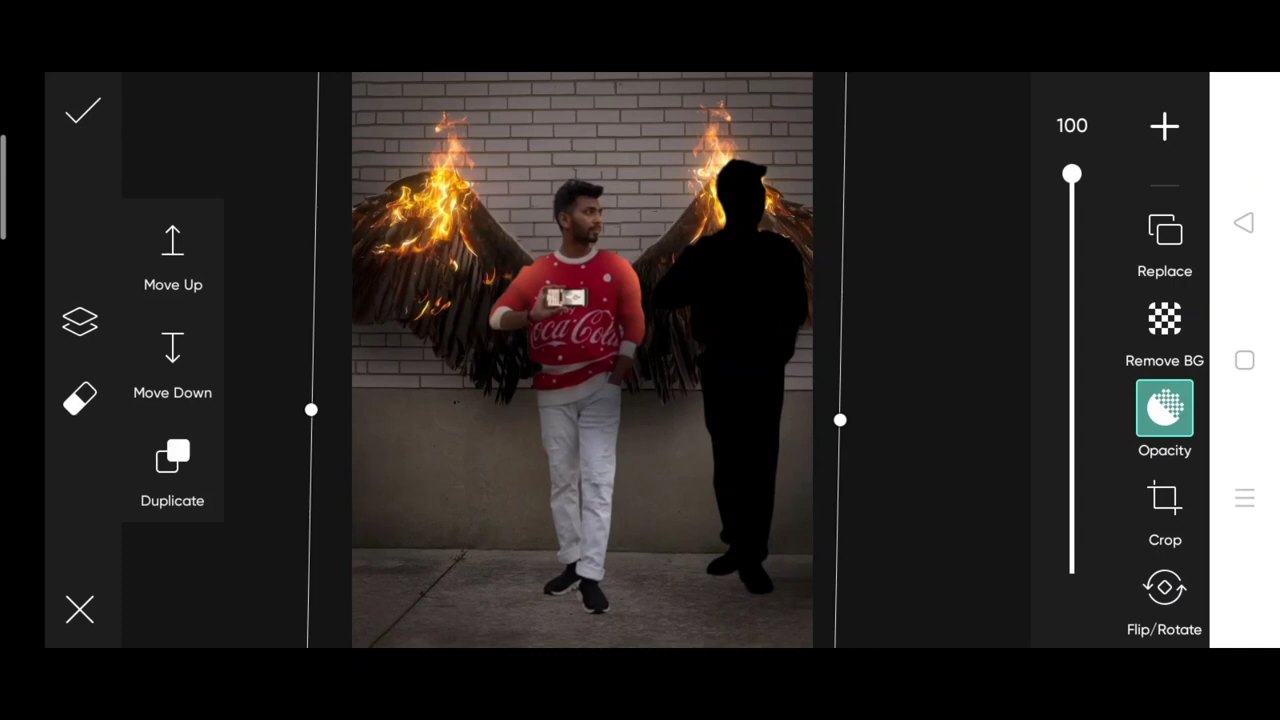 Move Up
Move Down
Duplicate
100
Replace
Remove BG
Opacity
Crop
Flip/Rotate
Coca Cola